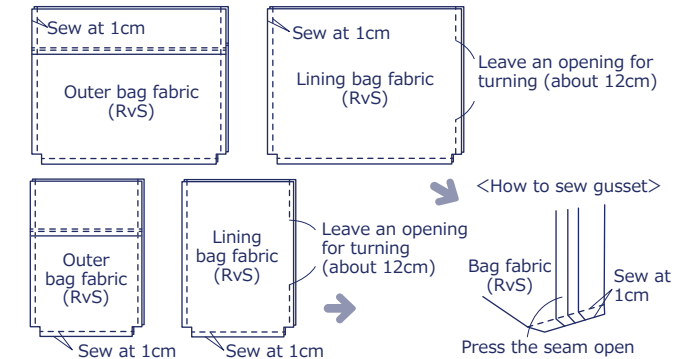 Sew at 1cm
Outer bag fabric
(RvS)
Sew at 1cm
Lining bag fabric
(RvS)
Leave an opening for
turning (about 12cm)
Outer
bag fabric
(RvS)
Sew at 1cm
Lining
bag fabric
(RvS)
Sew at 1cm
Leave an opening
for turning
(about 12cm)
<How to sew gusset>
Bag fabric
(RvS)
Sew at
1cm
Press the seam open